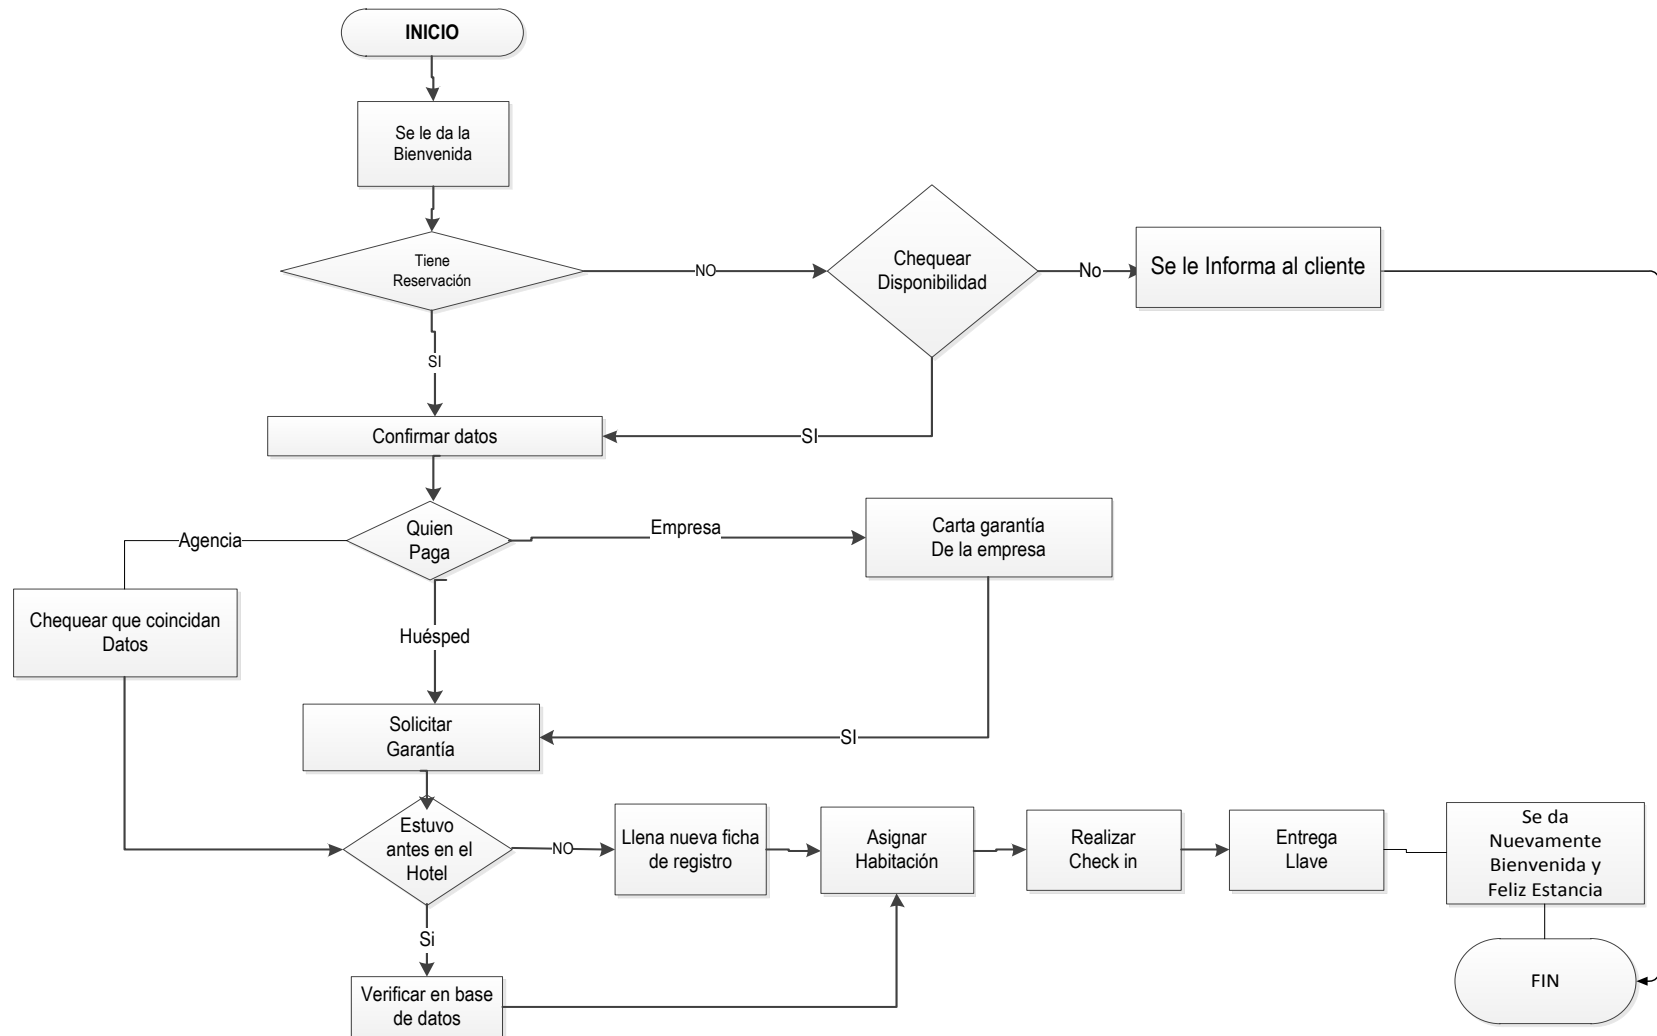 INICIO
Se le da la
Bienvenida
Tiene
Reservación
NO
Chequear
Disponibilidad
No
Se le Informa al cliente
SI
Confirmar datos
SI
Quien
Paga
Agencia
Empresa
Carta garantía
De la empresa
Chequear que coincidan
Datos
Huésped
Solicitar
Garantía
SI
Estuvo
antes en el
Hotel
NO
Llena nueva ficha
de registro
Asignar
Habitación
Realizar
Check in
Entrega
Llave
Se da
Nuevamente
Bienvenida y
Feliz Estancia
Si
Verificar en base
de datos
FIN